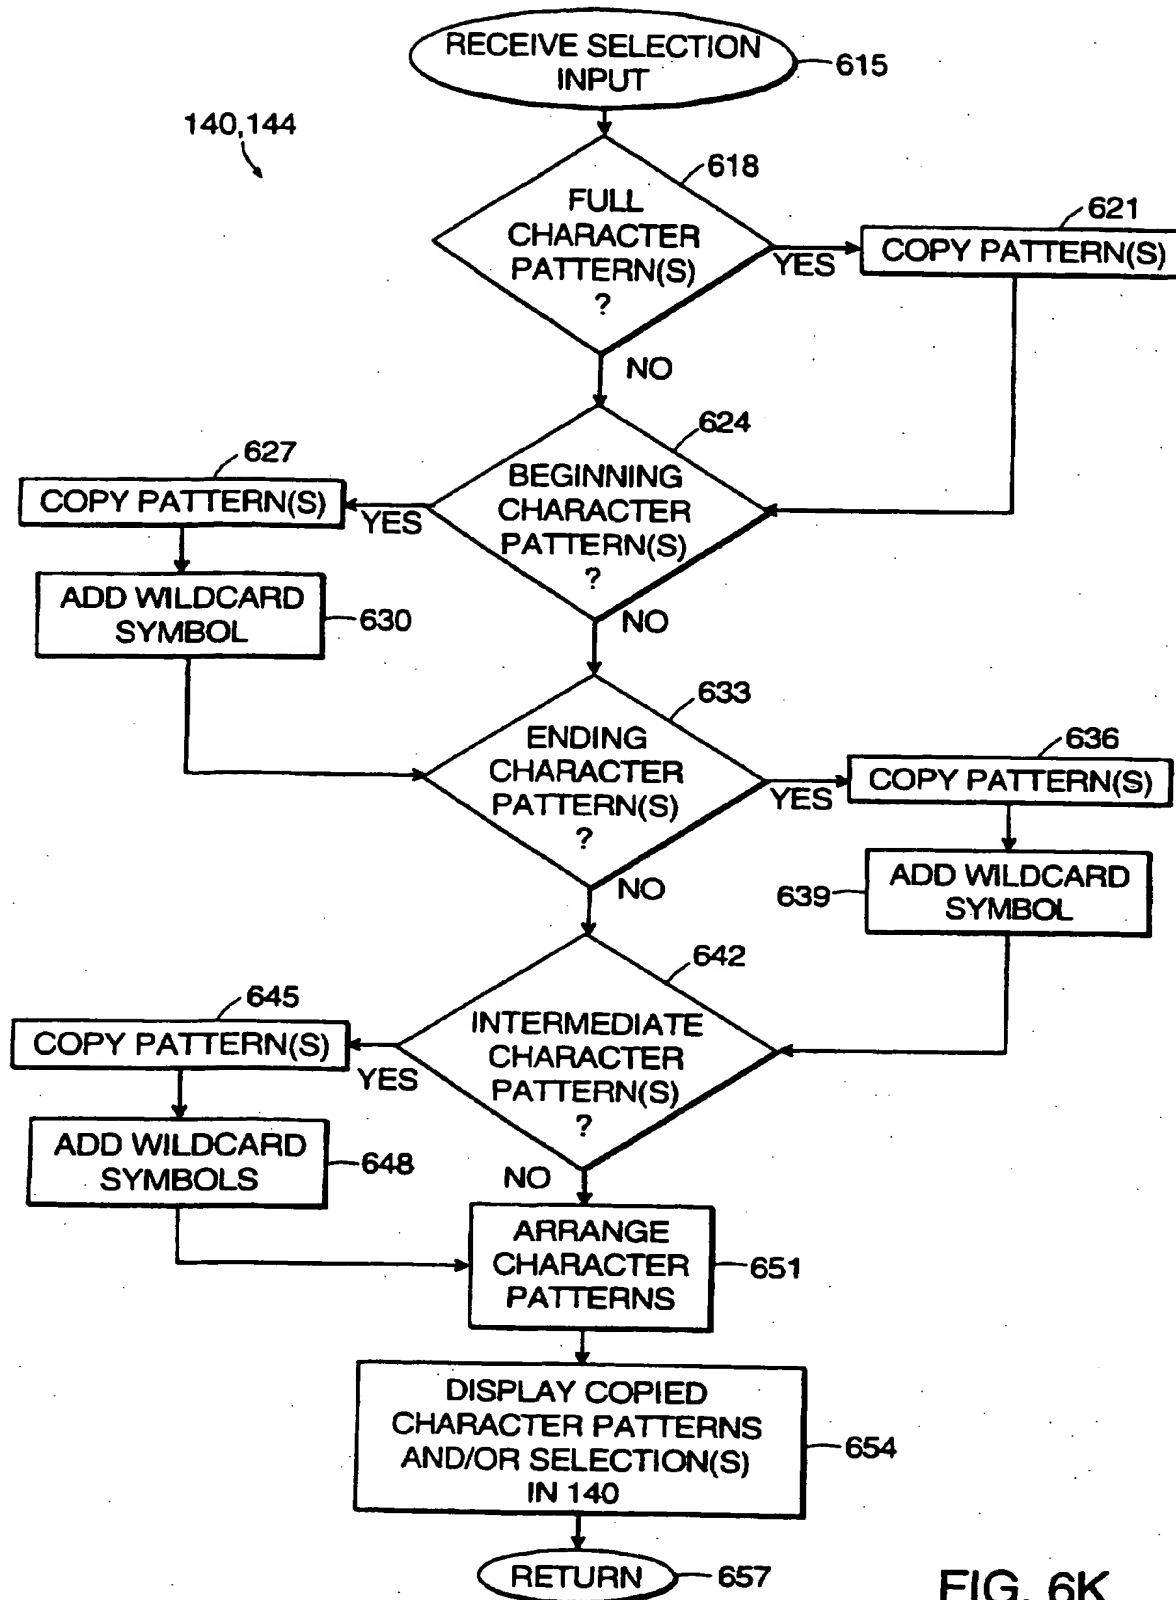 RECEIVE SELECTION
INPUT
615
140,144
618
FULL
CHARACTER
PATTERN(S)
?
YES
621
COPY PATTERN(S)
NO
624
627
COPY PATTERN(S)
YES
BEGINNING
CHARACTER
PATTERN(S)
?
ADD WILDCARD
SYMBOL
630
NO
633
ENDING
CHARACTER
PATTERN(S)
?
YES
636
COPY PATTERN(S)
NO
639
ADD WILDCARD
SYMBOL
642
645
COPY PATTERN(S)
YES
INTERMEDIATE
CHARACTER
PATTERN(S)
?
ADD WILDCARD
SYMBOLS
648
NO
ARRANGE
CHARACTER
PATTERNS
651
DISPLAY COPIED
CHARACTER PATTERNS
AND/OR SELECTION(S)
IN 140
654
RETURN
657
FIG. 6K